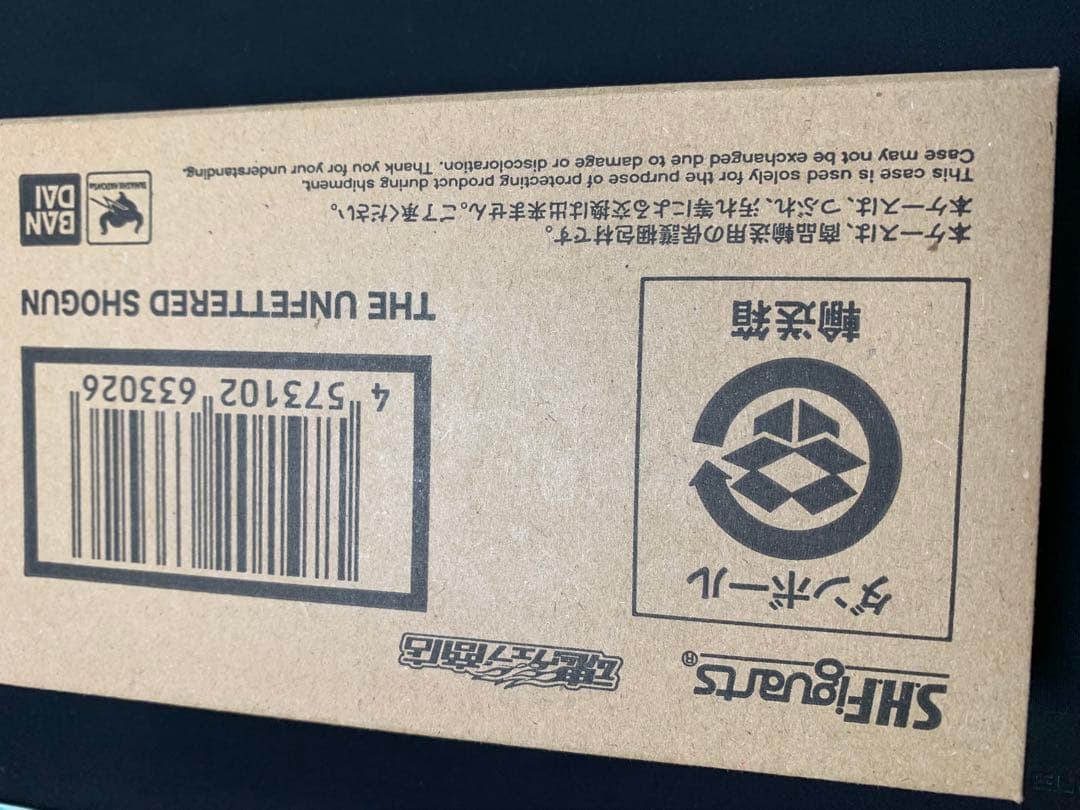 S.H.Figuarts®
魂ウェブ商店
ダンボール
輸送箱
4 573102 633026
THE UNFETTERED SHOGUN
本ケースは、商品輸送用の保護梱包材です。
本ケースは、つぶれ、汚れ等による交換は出来ません。ご了承ください。
This case is used solely for the purpose of protecting product during shipment.
Case may not be exchanged due to damage or discoloration. Thank you for your understanding.
TAMASHII NATIONS
BAN
DAI